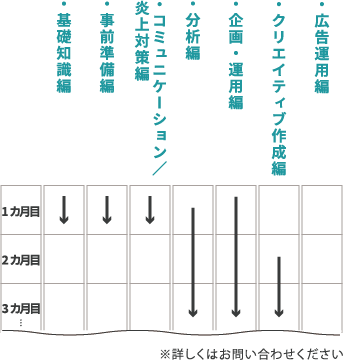 ・基礎知識編
・事前準備編
・コミュニケーション／
炎上対策編
・分析編
・企画・運用編
・クリエイティブ作成編
・広告運用編
1カ月目
2カ月目
3カ月目
…
※詳しくはお問い合わせください